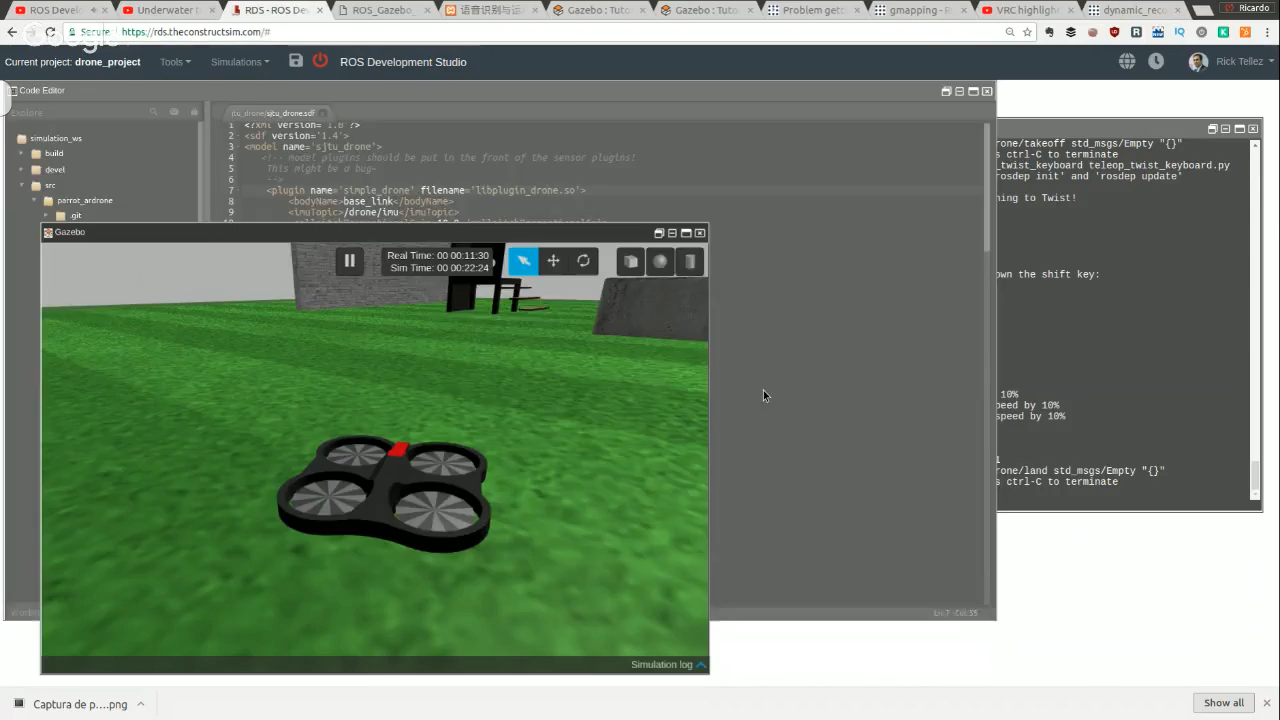 ROS Develo
Underwater [
RDS - ROS De
ROS_Gazebo_
语音识别与运
Gazebo : Tuto
Gazebo : Tuto
Problem gett
gmapping - R
VRC highligh
dynamic_reco
Ricardo
Secure
https://rds.theconstructsim.com/#
Google
Current project: drone_project
Tools
Simulations
ROS Development Studio
Rick Tellez
Code Editor
Explore
simulation_ws
build
devel
src
parrot_ardrone
.git
jtu_drone/sjtu_drone.sdf
1 <?xml version='1.0'?>
2 <sdf version='1.4'>
3 <model name='sjtu_drone'>
4 <!-- model plugins should be put in the front of the sensor plugins!
5 This might be a bug-
6 -->
7 <plugin name='simple_drone' filename='libplugin_drone.so'>
8 <bodyName>base_link</bodyName>
9 <imuTopic>/drone/imu</imuTopic>
rone/takeoff std_msgs/Empty "{}"
s ctrl-C to terminate
_twist_keyboard teleop_twist_keyboard.py
rosdep init' and 'rosdep update'
ning to Twist!
own the shift key:
10%
peed by 10%
speed by 10%
1
rone/land std_msgs/Empty "{}"
s ctrl-C to terminate
Gazebo
Real Time: 00 00:11:30
Sim Time: 00 00:22:24
Simulation log
Ln:7 Col:35
Captura de p....png
Show all